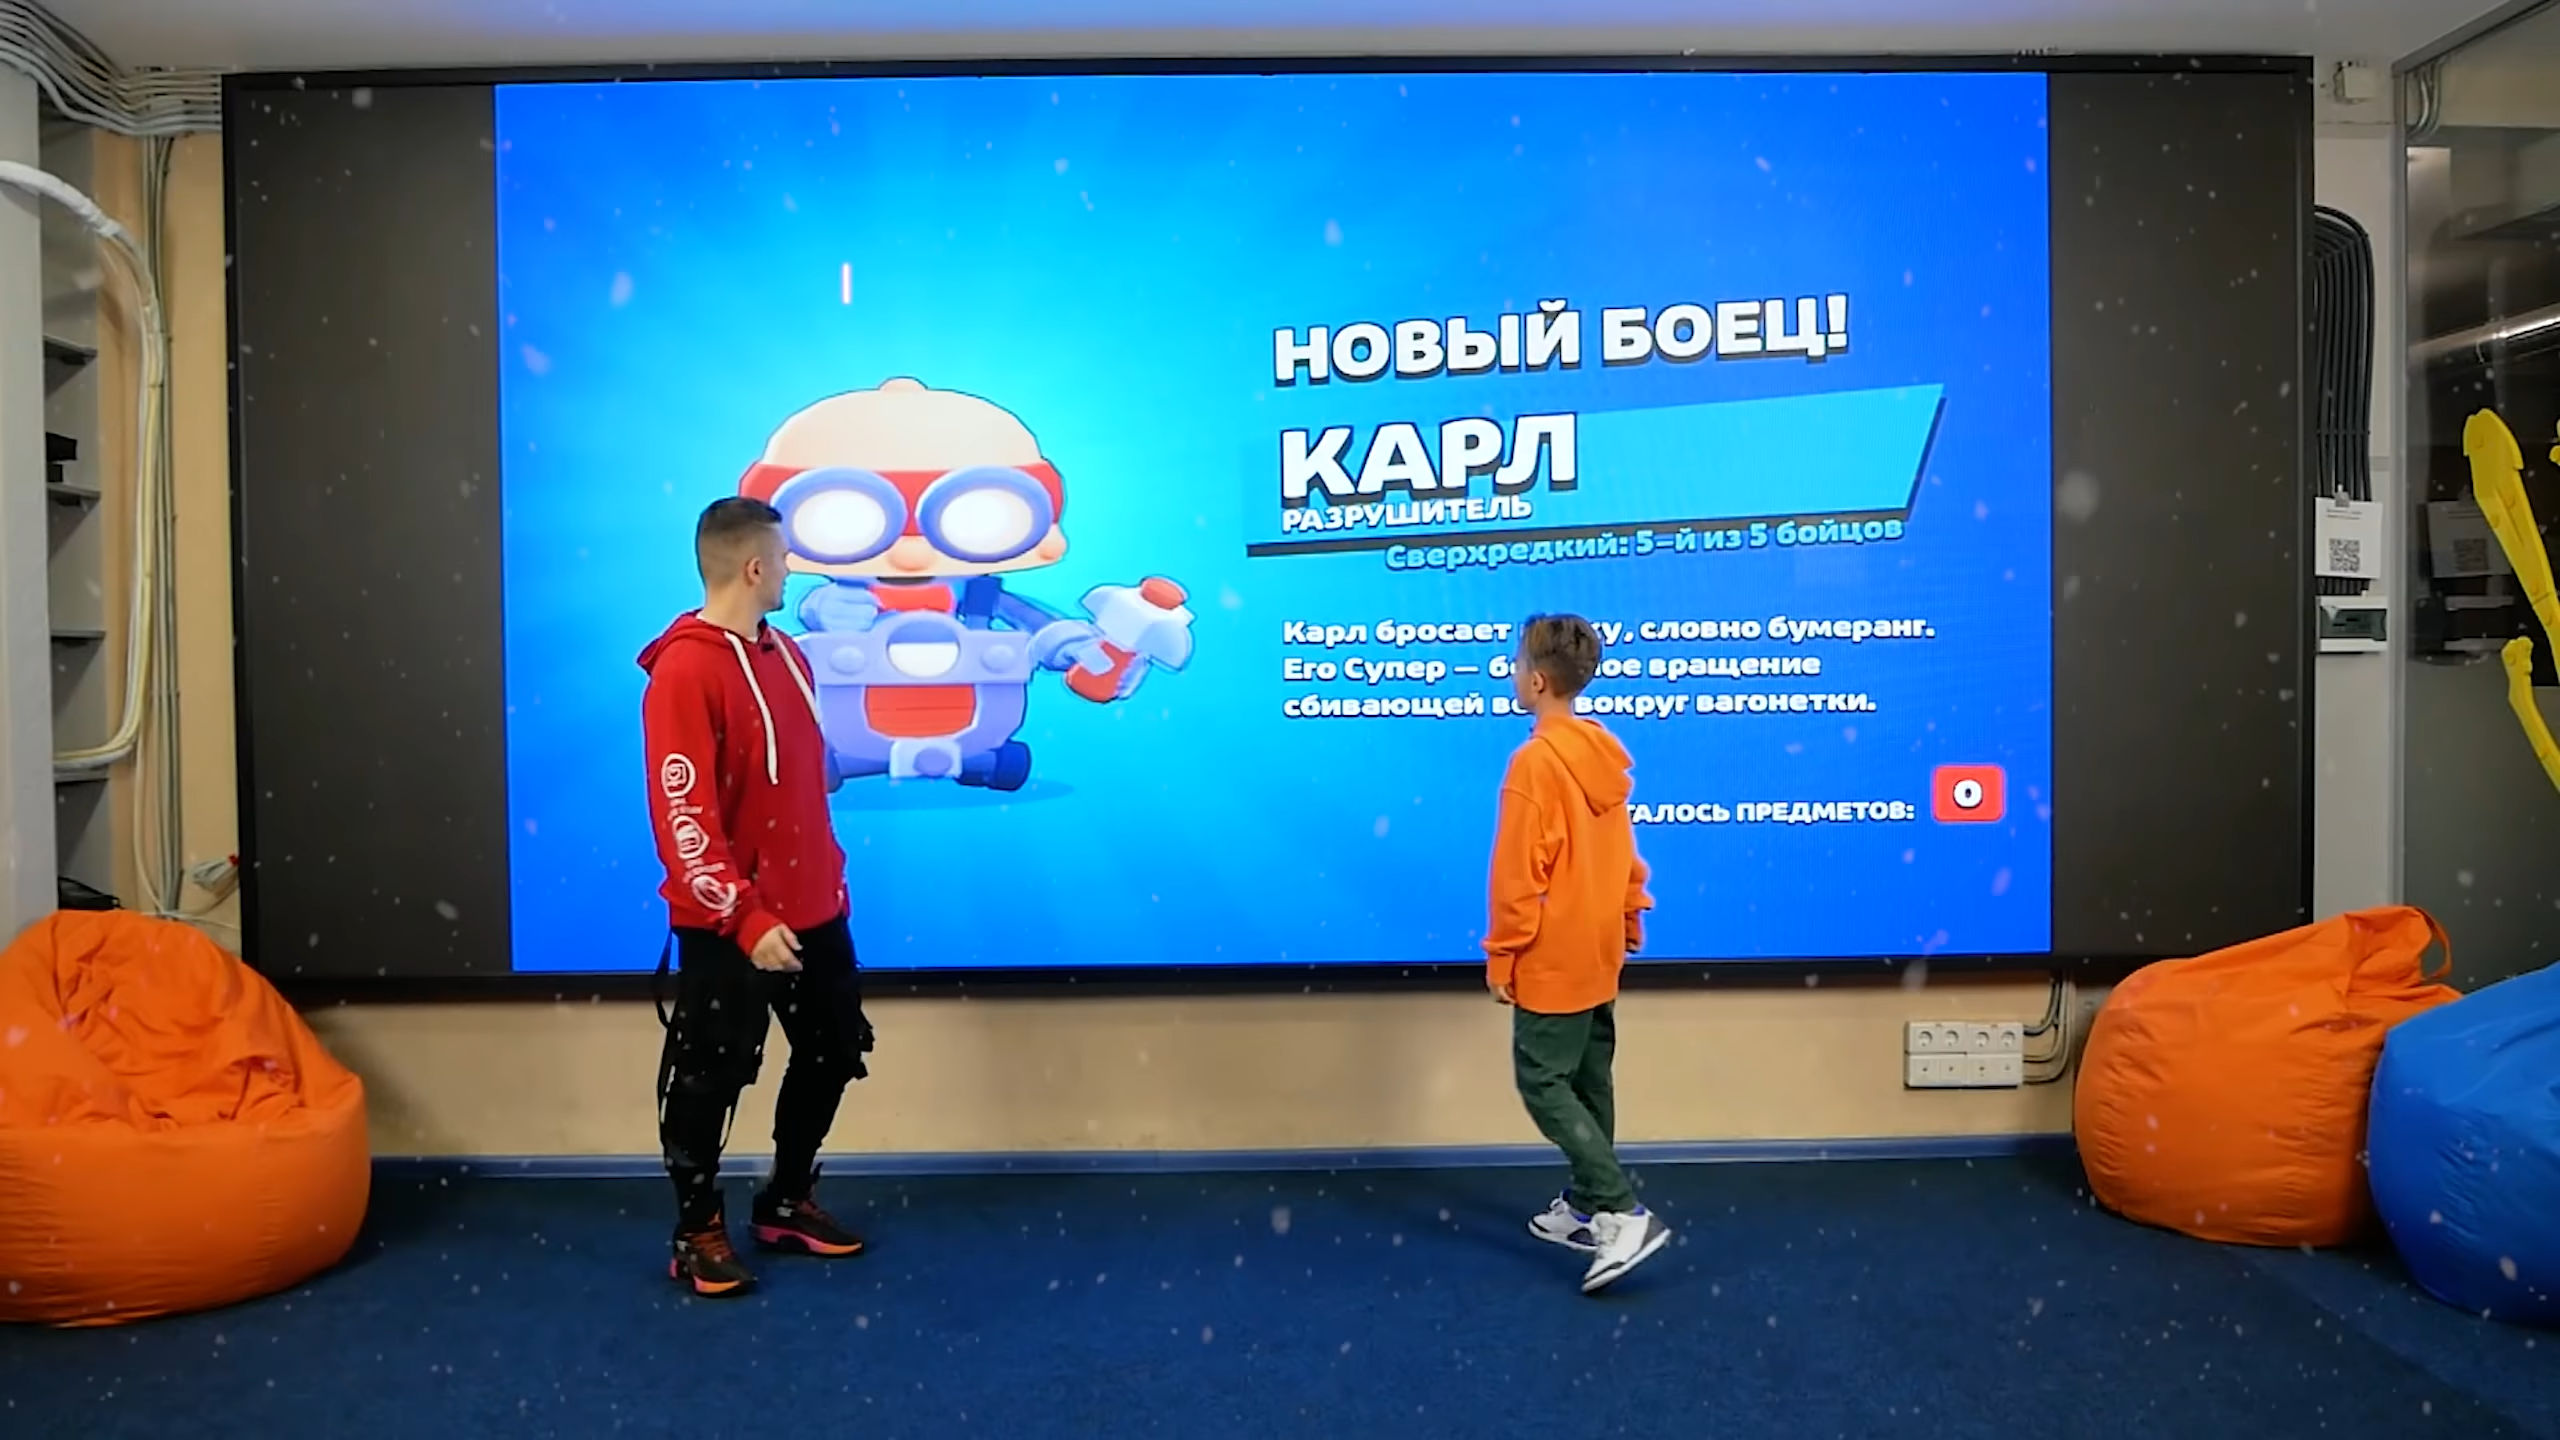 НОВЫЙ БОЕЦ!
КАРЛ
РАЗРУШИТЕЛЬ
Сверхредкий: 5-й из 5 бойцов
Карл бросает словно бумеранг.
Его Супер — вращение
сбивающей вокруг вагонетки.
ПРЕДМЕТОВ:
0